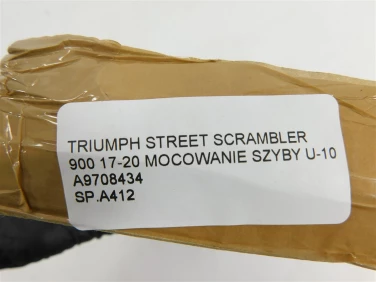 TRIUMPH STREET SCRAMBLER
900 17-20 MOCOWANIE SZYBY U-10
A9708434
SP.A412